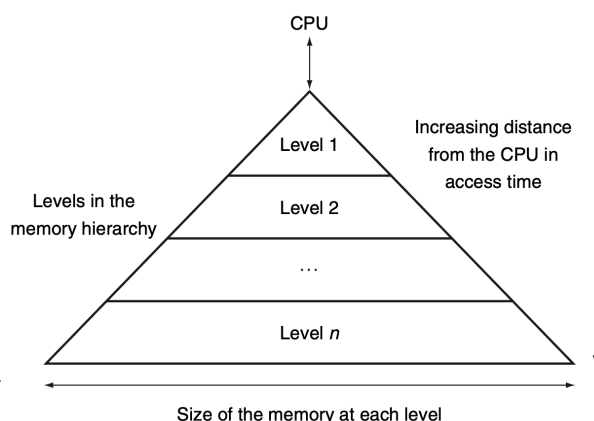 CPU
Level 1
Increasing distance
from the CPU in
access time
Levels in the
memory hierarchy
Level 2
...
Level n
Size of the memory at each level